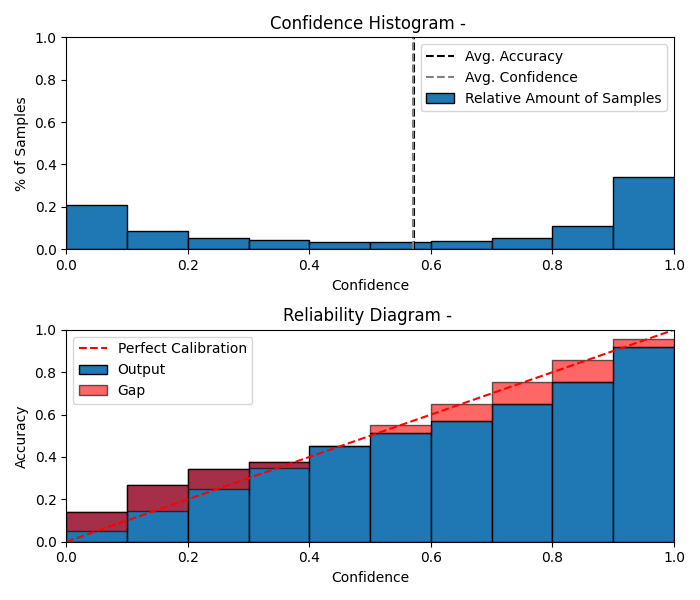 Confidence Histogram -
1.0
0.8
0.6
0.4
0.2
0.0
% of Samples
Avg. Accuracy
Avg. Confidence
Relative Amount of Samples
0.0 0.2 0.4 0.6 0.8 1.0
Confidence
Reliability Diagram -
1.0
0.8
0.6
0.4
0.2
0.0
Accuracy
Perfect Calibration
Output
Gap
0.0 0.2 0.4 0.6 0.8 1.0
Confidence